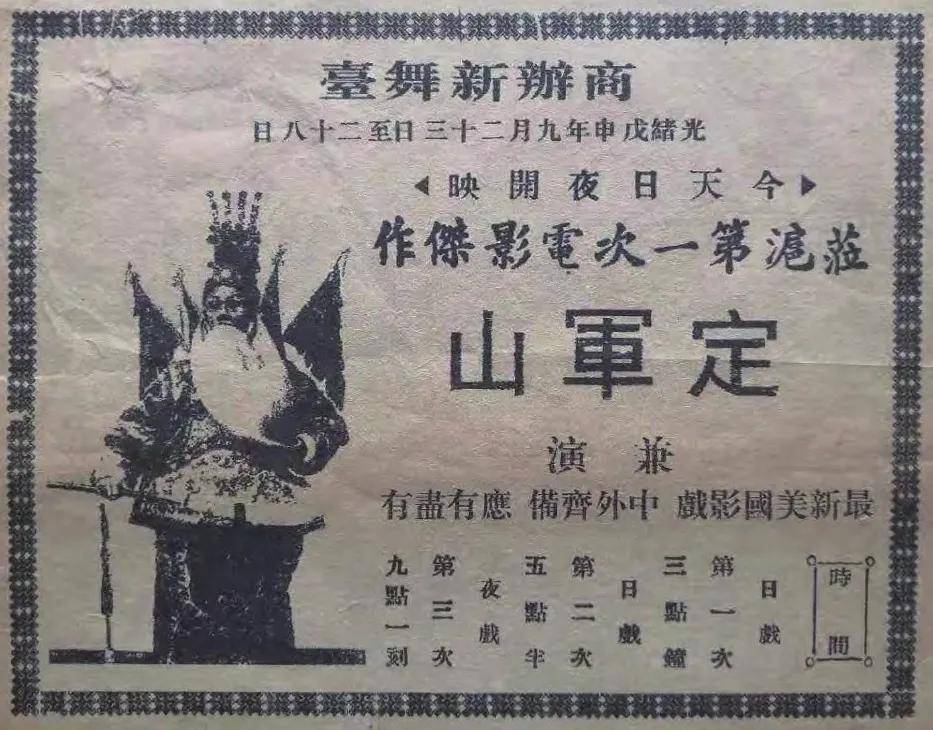 商辦新舞臺
光緒戊申年九月二十三日至二十八日
今天日夜開映
蒞滬第一次電影傑作
定軍山
兼演
最新美國影戲 中外齊備 應有盡有
時間
日戲
第一次
三點鐘
日戲
第二次
五點半
夜戲
第三次
九點一刻